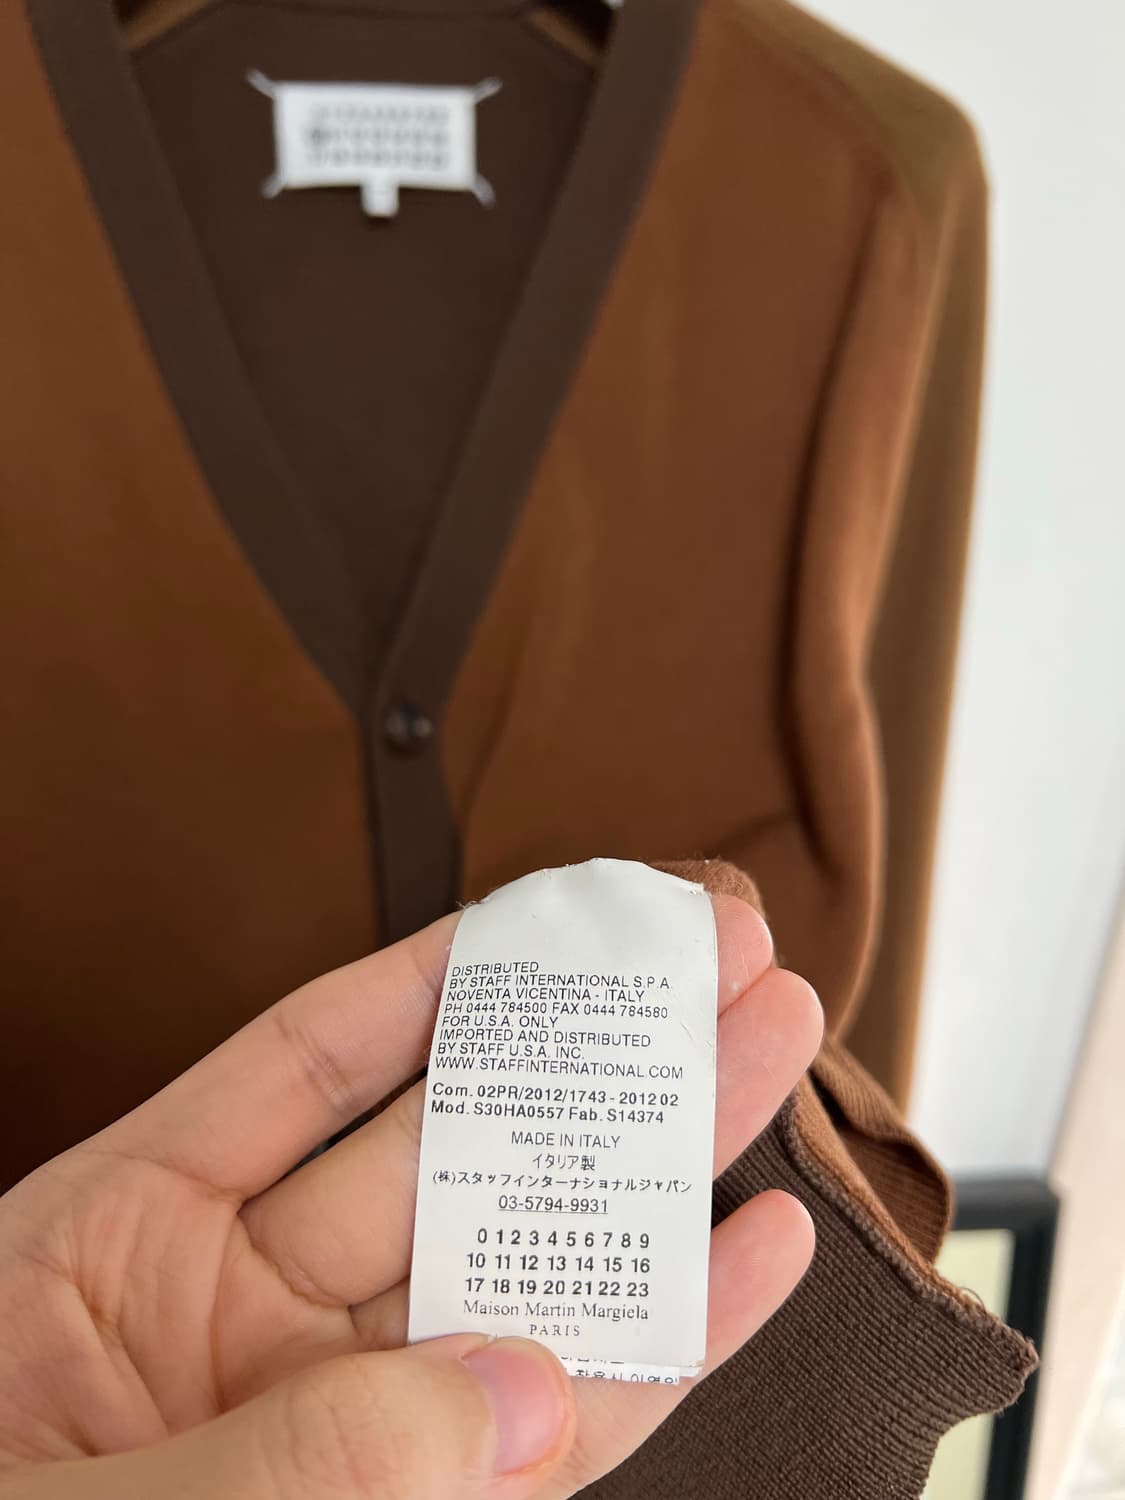 DISTRIBUTED
BY STAFF INTERNATIONAL S.P.A.
NOVENTA VICENTINA - ITALY
PH 0444 784500 FAX 0444 784580
FOR U.S.A. ONLY
IMPORTED AND DISTRIBUTED
BY STAFF U.S.A. INC.
WWW.STAFFINTERNATIONAL.COM
Com. 02PR/2012/1743 - 2012 02
Mod. S30HA0557 Fab. S14374
MADE IN ITALY
イタリア製
(株)スタッフインターナショナルジャパン
03-5794-9931
0 1 2 3 4 5 6 7 8 9
10 11 12 13 14 15 16
17 18 19 20 21 22 23
Maison Martin Margiela
PARIS